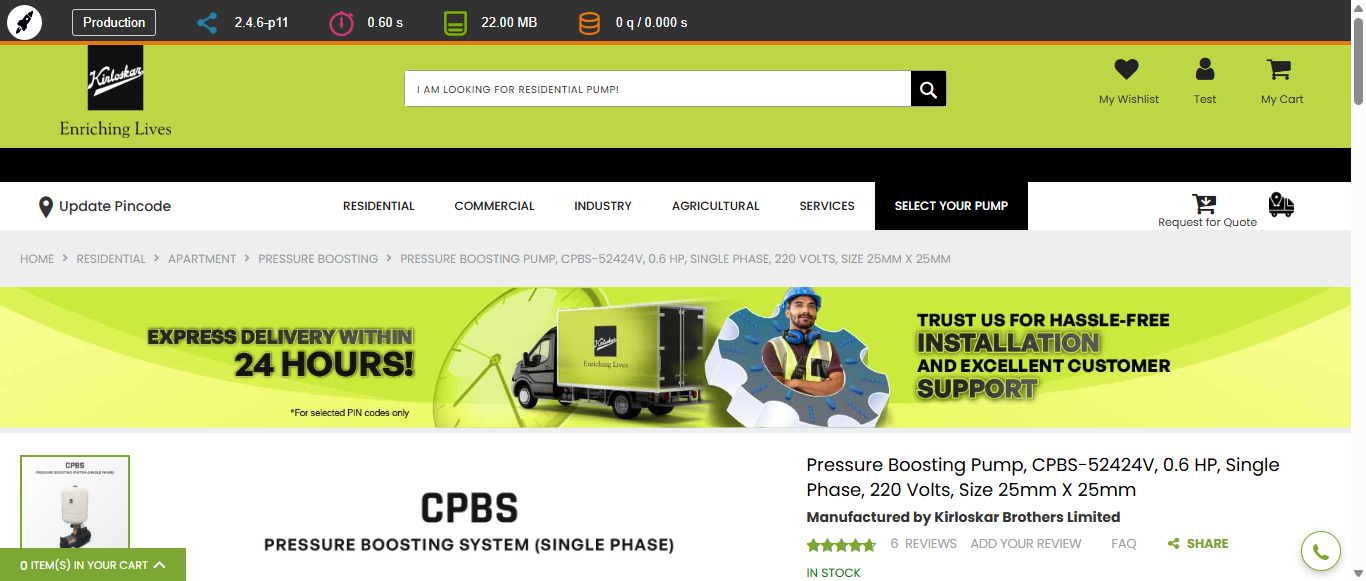 Production
2.4.6-p11
0.60 s
22.00 MB
0 q / 0.000 s
Kirloskar
Enriching Lives
I AM LOOKING FOR RESIDENTIAL PUMP!
My Wishlist
Test
My Cart
Update Pincode
RESIDENTIAL
COMMERCIAL
INDUSTRY
AGRICULTURAL
SERVICES
SELECT YOUR PUMP
Request for Quote
HOME > RESIDENTIAL > APARTMENT > PRESSURE BOOSTING > PRESSURE BOOSTING PUMP, CPBS-52424V, 0.6 HP, SINGLE PHASE, 220 VOLTS, SIZE 25MM X 25MM
EXPRESS DELIVERY WITHIN
24 HOURS!
*For selected PIN codes only
Kirloskar
Enriching Lives
TRUST US FOR HASSLE-FREE
INSTALLATION
AND EXCELLENT CUSTOMER
SUPPORT
CPBS
PRESSURE BOOSTING SYSTEM (SINGLE PHASE)
CPBS
PRESSURE BOOSTING SYSTEM (SINGLE PHASE)
Pressure Boosting Pump, CPBS-52424V, 0.6 HP, Single
Phase, 220 Volts, Size 25mm X 25mm
Manufactured by Kirloskar Brothers Limited
6 REVIEWS
ADD YOUR REVIEW
FAQ
SHARE
IN STOCK
0 ITEM(S) IN YOUR CART